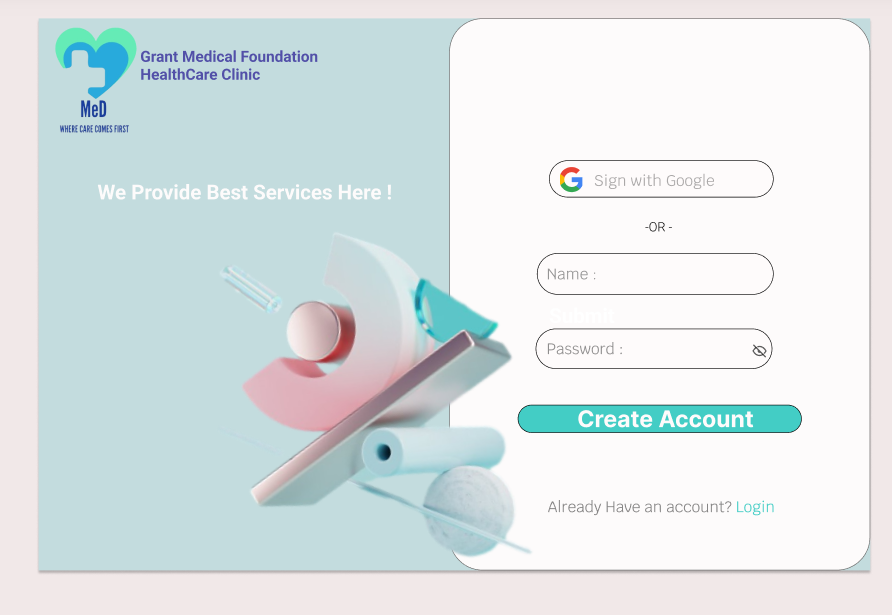 Grant Medical Foundation
HealthCare Clinic
MeD
WHERE CARE COMES FIRST
We Provide Best Services Here !
Sign with Google
-OR -
Name :
Password :
Create Account
Already Have an account? Login